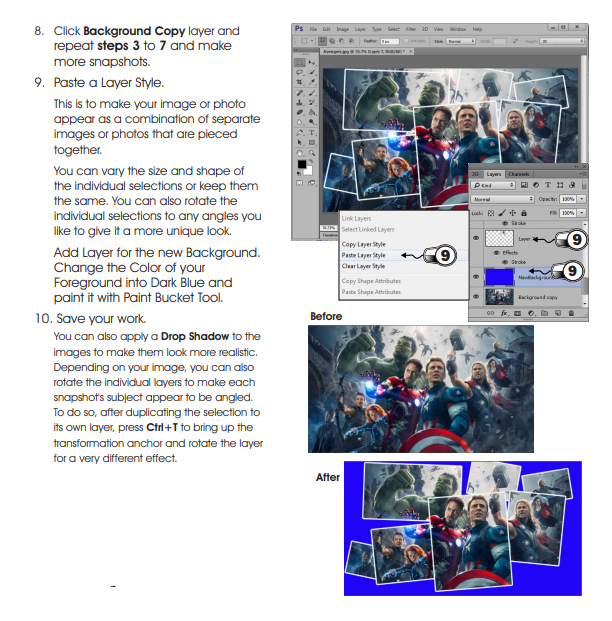 8. Click Background Copy layer and
repeat steps 3 to 7 and make
more snapshots.
9. Paste a Layer Style.
This is to make your image or photo
appear as a combination of separate
images or photos that are pieced
together.
You can vary the size and shape of
the individual selections or keep them
the same. You can also rotate the
individual selections to any angles you
like to give it a more unique look.
Add Layer for the new Background.
Change the Color of your
Foreground into Dark Blue and
paint it with Paint Bucket Tool.
10. Save your work.
You can also apply a Drop Shadow to the
images to make them look more realistic.
Depending on your image, you can also
rotate the individual layers to make each
snapshot's subject appear to be angled.
To do so, after duplicating the selection to
its own layer, press Ctrl+T to bring up the
transformation anchor and rotate the layer
for a very different effect.
Ps File Edit Image Layer Type Select Filter 3D View Window Help
Feather: 0 px
Style: Normal
Link Layers
Select Linked Layers
Copy Layer Style
Paste Layer Style
9
Clear Layer Style
Copy Shape Attributes
Paste Shape Attributes
3D Layers Channels
Kind
Normal Opacity: 100%
Lock: Fill: 100%
Stroke
Layer
9
Effects
Stroke
NewBackground
9
Background copy
fx
Before
After